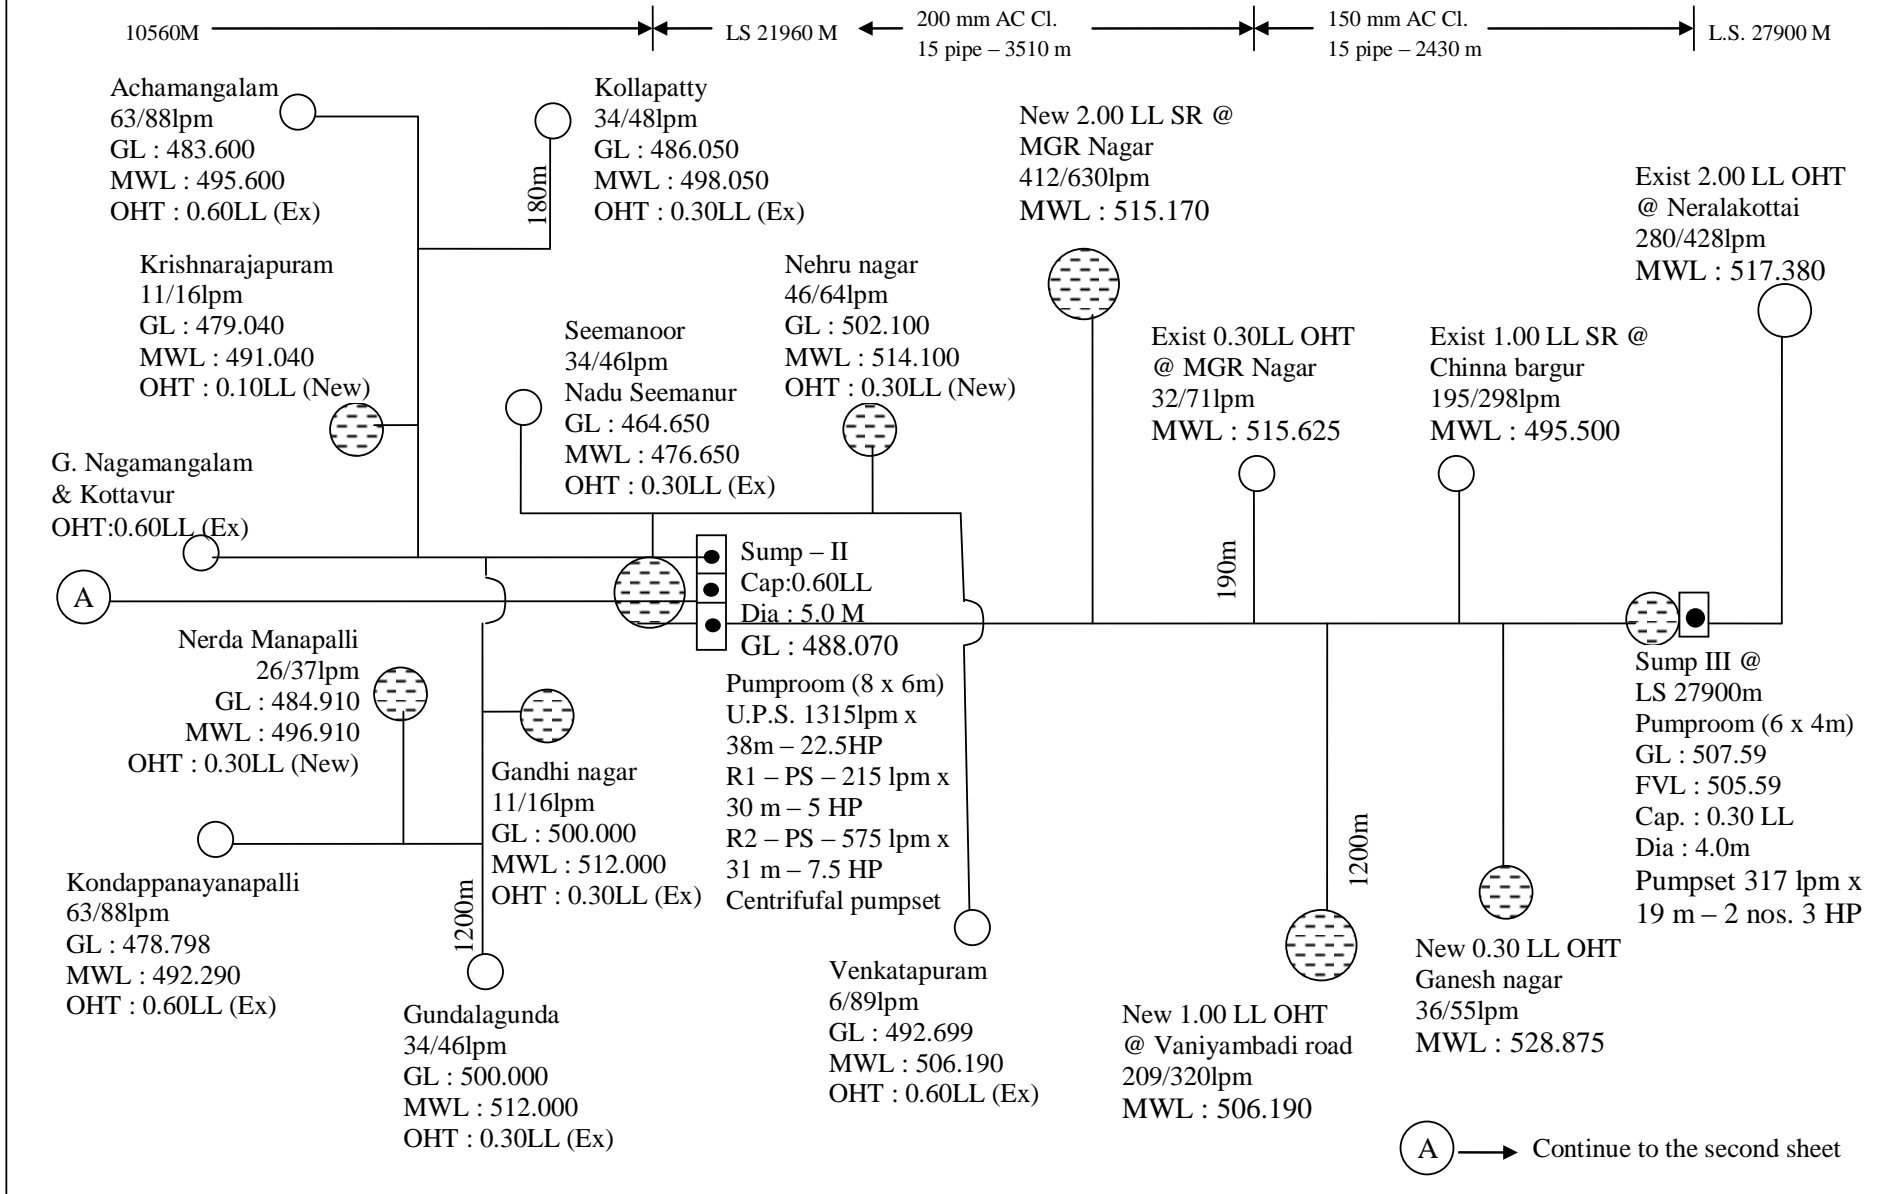 10560M
LS 21960 M
200 mm AC Cl.
15 pipe – 3510 m
150 mm AC Cl.
15 pipe – 2430 m
L.S. 27900 M
Achamangalam
63/88lpm
GL : 483.600
MWL : 495.600
OHT : 0.60LL (Ex)
180m
Kollapatty
34/48lpm
GL : 486.050
MWL : 498.050
OHT : 0.30LL (Ex)
New 2.00 LL SR @
MGR Nagar
412/630lpm
MWL : 515.170
Exist 2.00 LL OHT
@ Neralakottai
280/428lpm
MWL : 517.380
Krishnarajapuram
11/16lpm
GL : 479.040
MWL : 491.040
OHT : 0.10LL (New)
Seemanoor
34/46lpm
Nadu Seemanur
GL : 464.650
MWL : 476.650
OHT : 0.30LL (Ex)
Nehru nagar
46/64lpm
GL : 502.100
MWL : 514.100
OHT : 0.30LL (New)
Exist 0.30LL OHT
@ MGR Nagar
32/71lpm
MWL : 515.625
Exist 1.00 LL SR @
Chinna bargur
195/298lpm
MWL : 495.500
G. Nagamangalam
& Kottavur
OHT:0.60LL (Ex)
A
Sump – II
Cap:0.60LL
Dia : 5.0 M
GL : 488.070
Pumproom (8 x 6m)
U.P.S. 1315lpm x
38m – 22.5HP
R1 – PS – 215 lpm x
30 m – 5 HP
R2 – PS – 575 lpm x
31 m – 7.5 HP
Centrifufal pumpset
190m
Sump III @
LS 27900m
Pumproom (6 x 4m)
GL : 507.59
FVL : 505.59
Cap. : 0.30 LL
Dia : 4.0m
Pumpset 317 lpm x
19 m – 2 nos. 3 HP
Nerda Manapalli
26/37lpm
GL : 484.910
MWL : 496.910
OHT : 0.30LL (New)
Gandhi nagar
11/16lpm
GL : 500.000
MWL : 512.000
OHT : 0.30LL (Ex)
Kondappanayanapalli
63/88lpm
GL : 478.798
MWL : 492.290
OHT : 0.60LL (Ex)
1200m
Gundalagunda
34/46lpm
GL : 500.000
MWL : 512.000
OHT : 0.30LL (Ex)
Venkatapuram
6/89lpm
GL : 492.699
MWL : 506.190
OHT : 0.60LL (Ex)
1200m
New 1.00 LL OHT
@ Vaniyambadi road
209/320lpm
MWL : 506.190
New 0.30 LL OHT
Ganesh nagar
36/55lpm
MWL : 528.875
A
Continue to the second sheet